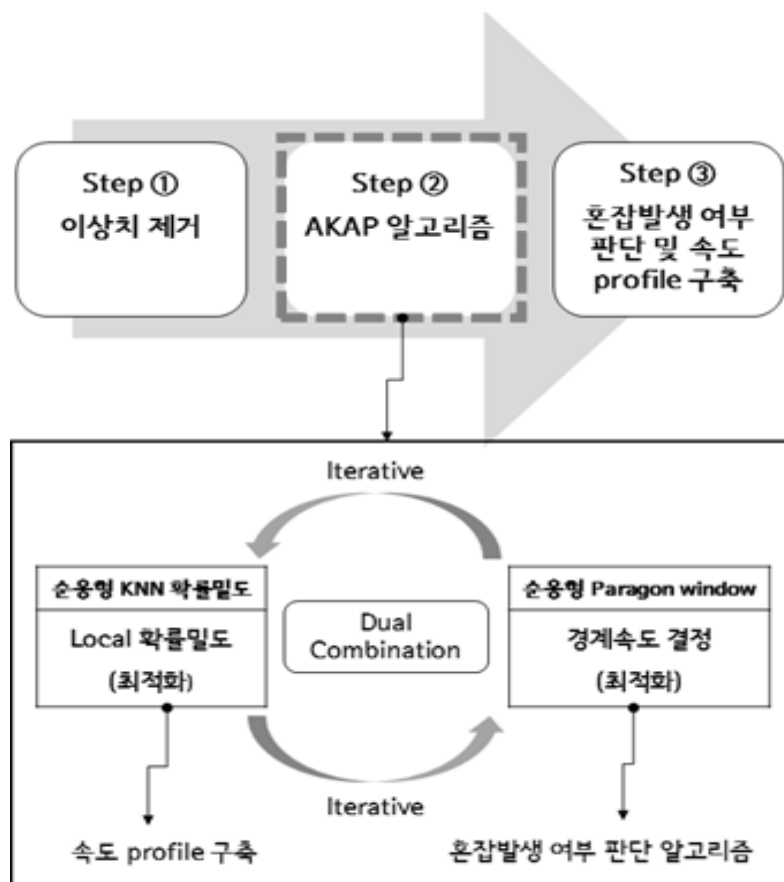 Step ①
이상치 제거
Step ②
AKAP 알고리즘
Step ③
혼잡발생 여부
판단 및 속도
profile 구축
Iterative
순응형 KNN 확률밀도
Local 확률밀도
(최적화)
Dual
Combination
순응형 Paragon window
경계속도 결정
(최적화)
Iterative
속도 profile 구축
혼잡발생 여부 판단 알고리즘